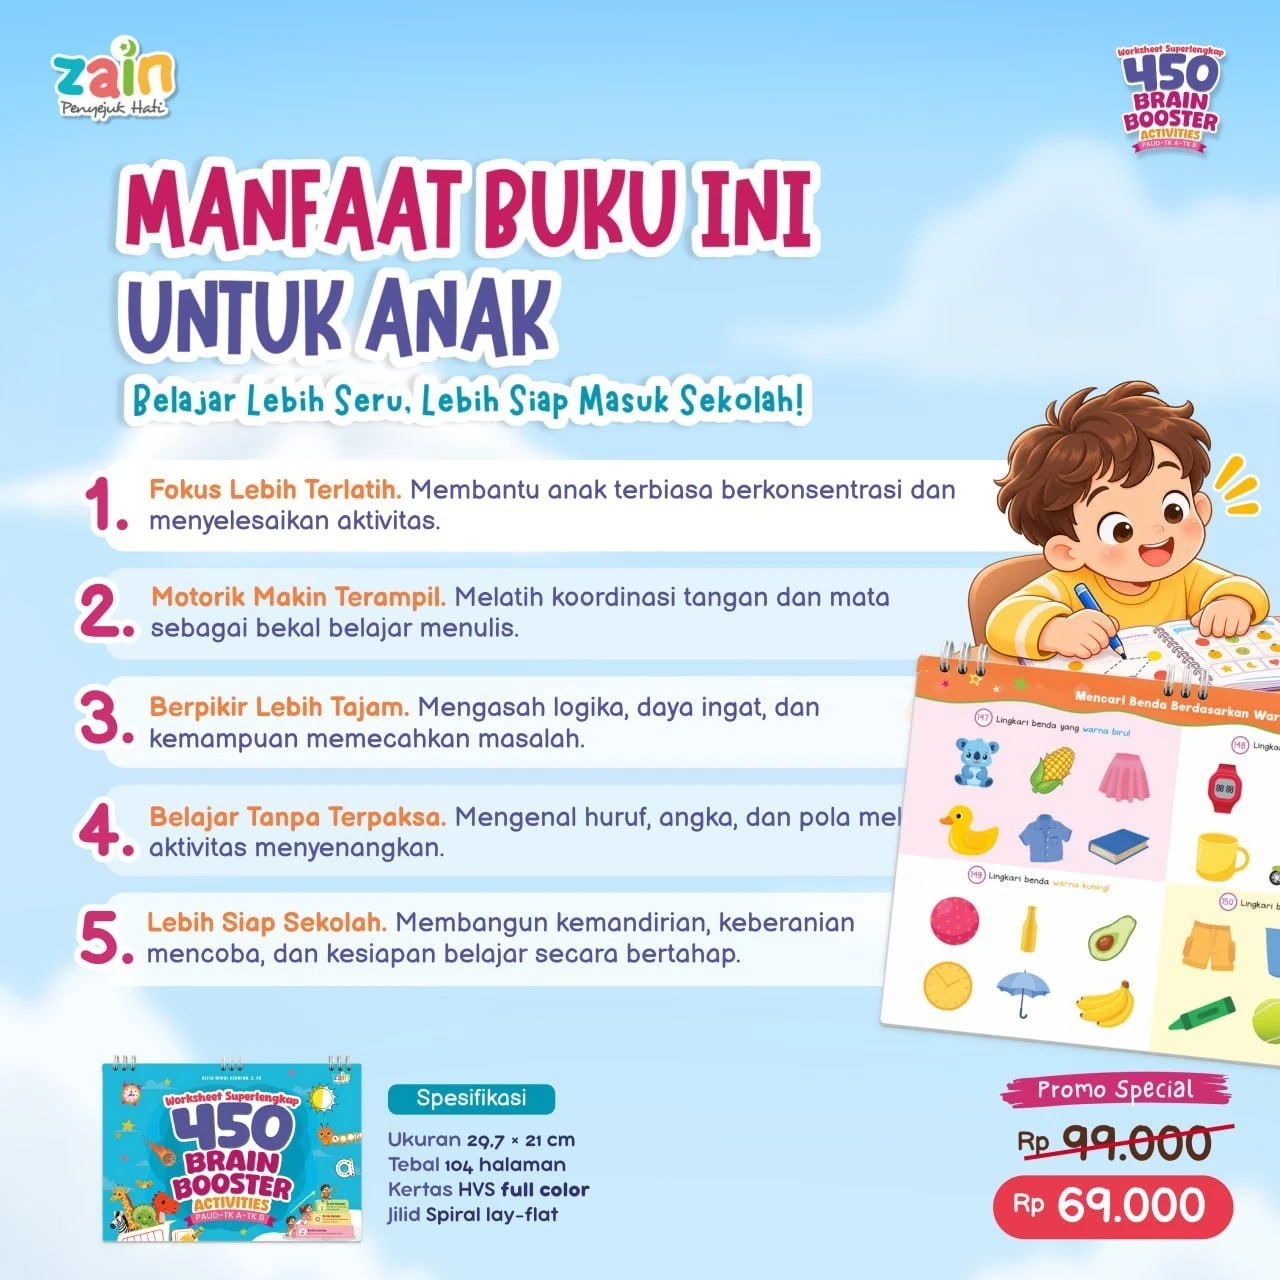 zain
Penyejuk Hati
Worksheet Superlengkap
450
BRAIN
BOOSTER
ACTIVITIES
PAUD-TK A-TK B
MANFAAT BUKU INI
UNTUK ANAK
Belajar Lebih Seru, Lebih Siap Masuk Sekolah!
1. Fokus Lebih Terlatih. Membantu anak terbiasa berkonsentrasi dan
menyelesaikan aktivitas.
2. Motorik Makin Terampil. Melatih koordinasi tangan dan mata
sebagai bekal belajar menulis.
3. Berpikir Lebih Tajam. Mengasah logika, daya ingat, dan
kemampuan memecahkan masalah.
4. Belajar Tanpa Terpaksa. Mengenal huruf, angka, dan pola mel
aktivitas menyenangkan.
5. Lebih Siap Sekolah. Membangun kemandirian, keberanian
mencoba, dan kesiapan belajar secara bertahap.
Mencari Benda Berdasarkan War
147 Lingkari benda yang warna biru!
148 Lingka
88:88
149 Lingkari benda warna kuning!
150 Lingkari b
zain
Worksheet Superlengkap
450
BRAIN
BOOSTER
ACTIVITIES
PAUD-TK A-TK B
Spesifikasi
Ukuran 29,7 × 21 cm
Tebal 104 halaman
Kertas HVS full color
Jilid Spiral lay-flat
Promo Special
Rp 99.000
Rp 69.000